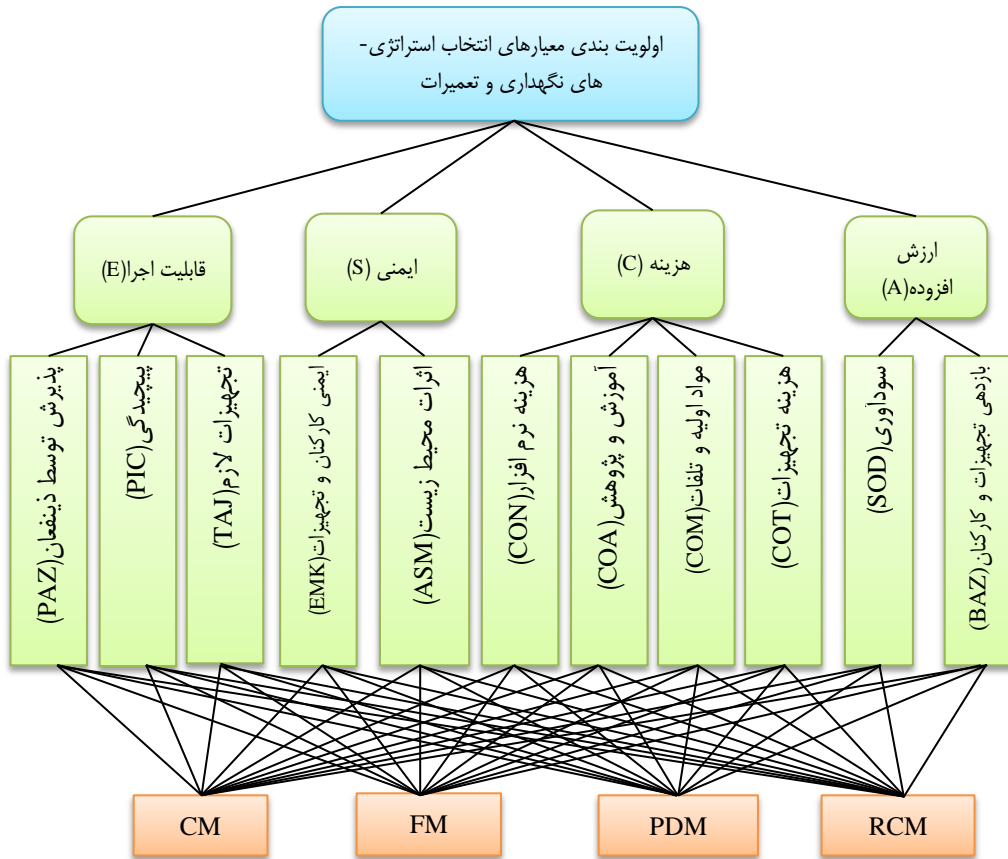 اولویت بندی معیارهای انتخاب استراتژی-
های نگهداری و تعمیرات
ارزش
افزوده(A)
هزینه (C)
ایمنی (S)
قابلیت اجرا(E)
بازدهی تجهیزات و کارکنان(BAZ)
سودآوری(SOD)
هزینه تجهیزات(COT)
مواد اولیه و تلفات(COM)
آموزش و پژوهش(COA)
هزینه نرم افزار(CON)
اثرات محیط زیست(ASM)
ایمنی کارکنان و تجهیزات(EMK)
تجهیزات لازم(TAJ)
پیچیدگی(PIC)
پذیرش توسط ذینفعان(PAZ)
CM
FM
PDM
RCM